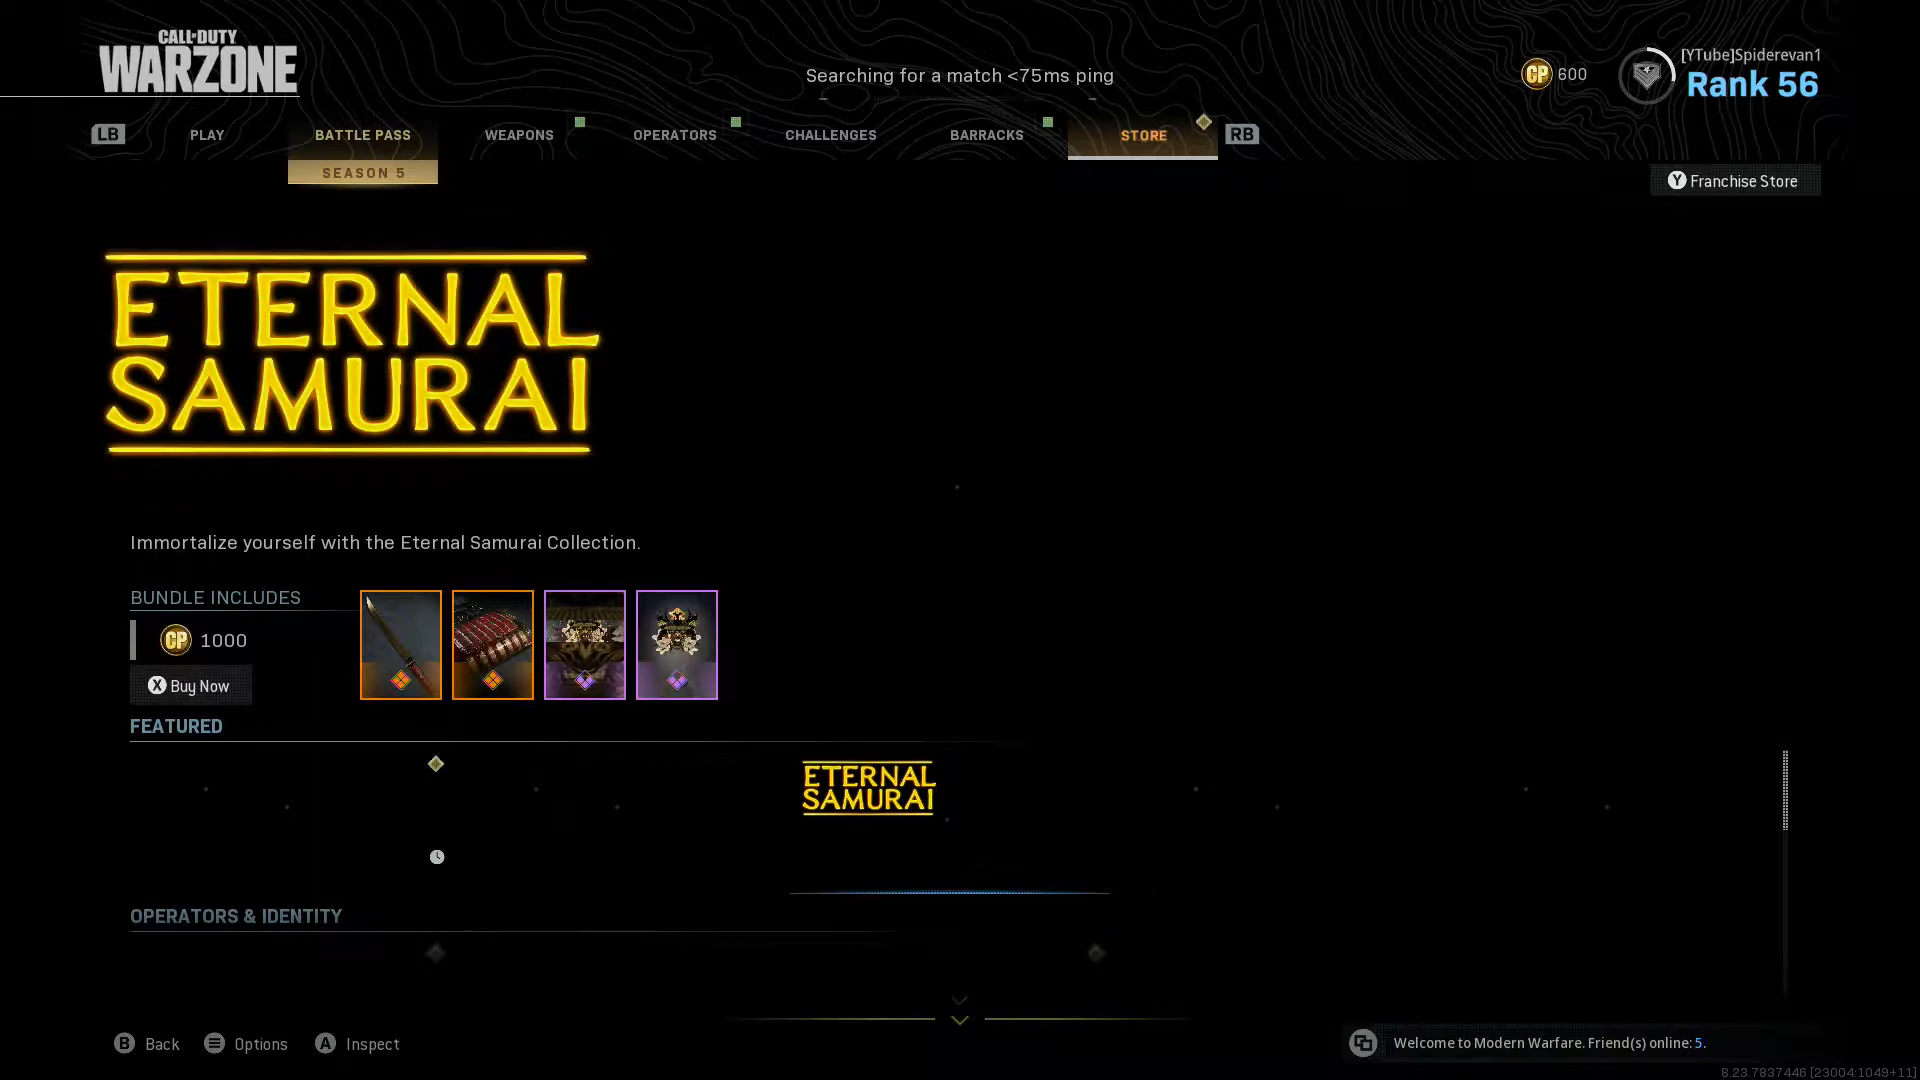 CALL OF DUTY
WARZONE
Searching for a match <75ms ping
CP 600
[YTube]Spiderevan1
Rank 56
LB
PLAY
BATTLE PASS
WEAPONS
OPERATORS
CHALLENGES
BARRACKS
STORE
RB
SEASON 5
Y Franchise Store
ETERNAL
SAMURAI
Immortalize yourself with the Eternal Samurai Collection.
BUNDLE INCLUDES
CP 1000
X Buy Now
FEATURED
ETERNAL
SAMURAI
OPERATORS & IDENTITY
B Back
Options
A Inspect
Welcome to Modern Warfare. Friend(s) online: 5.
8.23.7837446 [23004:1049+11]